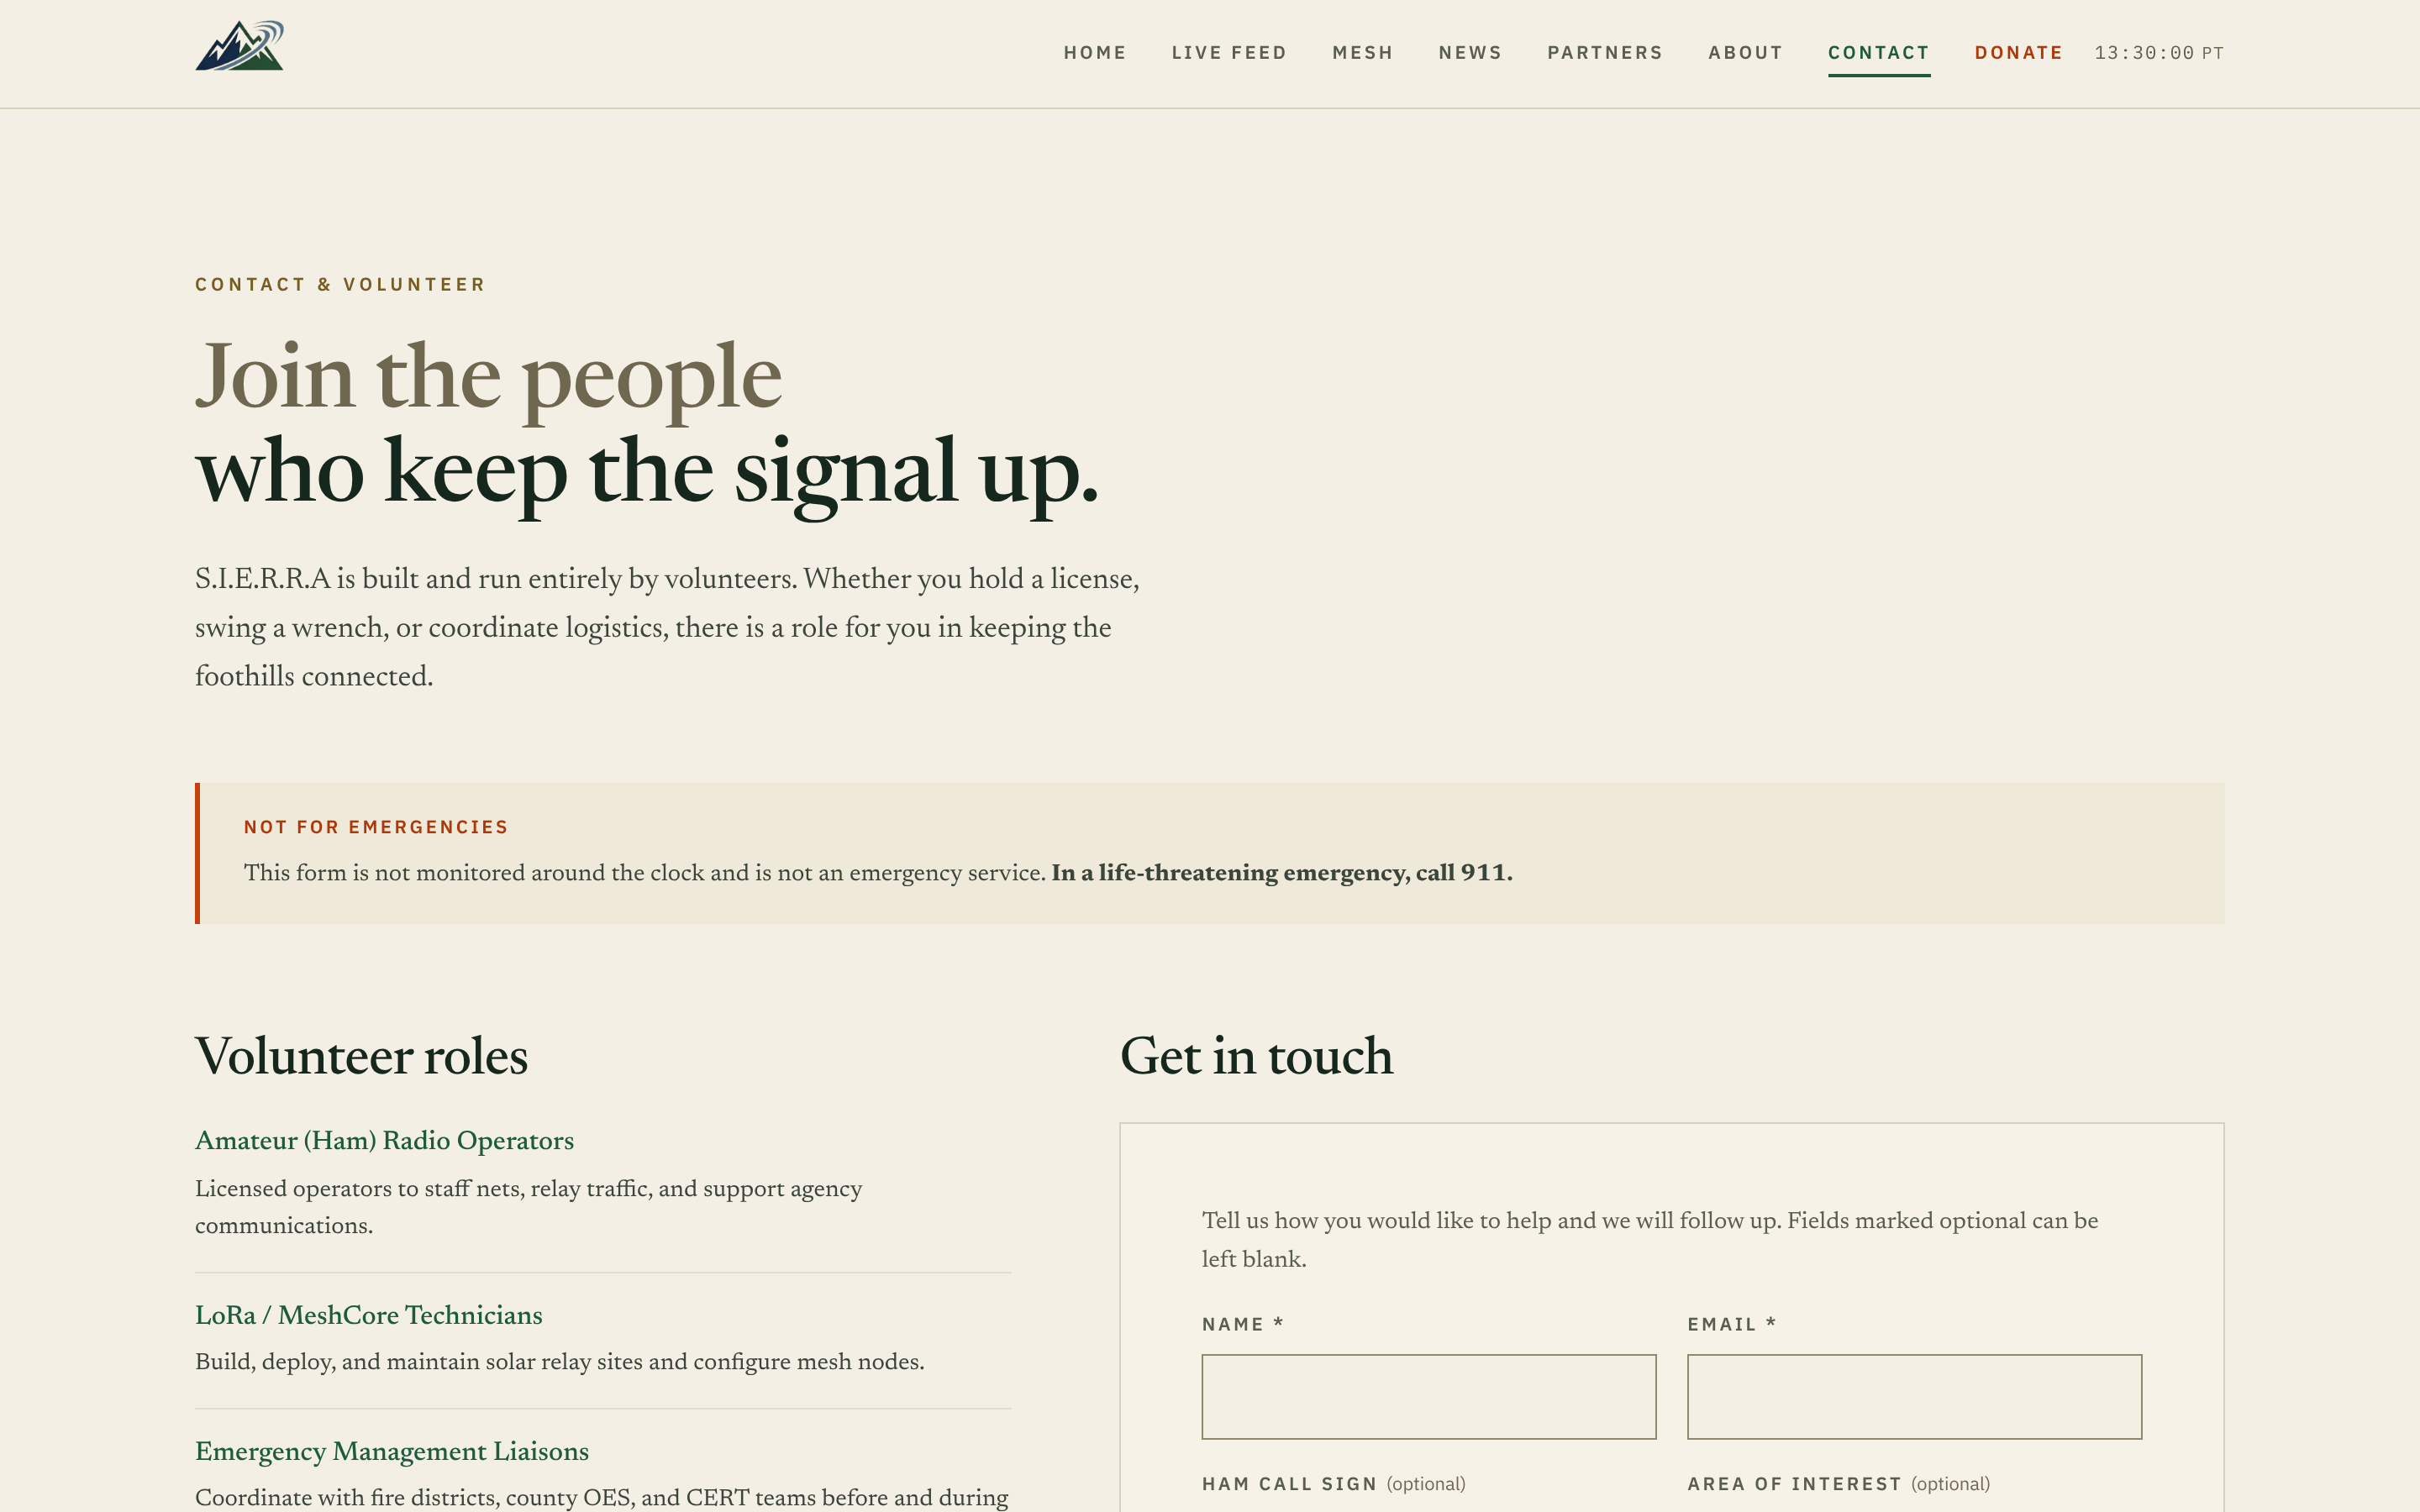 HOME LIVE FEED MESH NEWS PARTNERS ABOUT CONTACT DONATE 13:30:00 PT
CONTACT & VOLUNTEER
Join the people
who keep the signal up.
S.I.E.R.R.A is built and run entirely by volunteers. Whether you hold a license,
swing a wrench, or coordinate logistics, there is a role for you in keeping the
foothills connected.
NOT FOR EMERGENCIES
This form is not monitored around the clock and is not an emergency service. In a life-threatening emergency, call 911.
Volunteer roles
Amateur (Ham) Radio Operators
Licensed operators to staff nets, relay traffic, and support agency
communications.
LoRa / MeshCore Technicians
Build, deploy, and maintain solar relay sites and configure mesh nodes.
Emergency Management Liaisons
Coordinate with fire districts, county OES, and CERT teams before and during
Get in touch
Tell us how you would like to help and we will follow up. Fields marked optional can be
left blank.
NAME *
EMAIL *
HAM CALL SIGN (optional)
AREA OF INTEREST (optional)